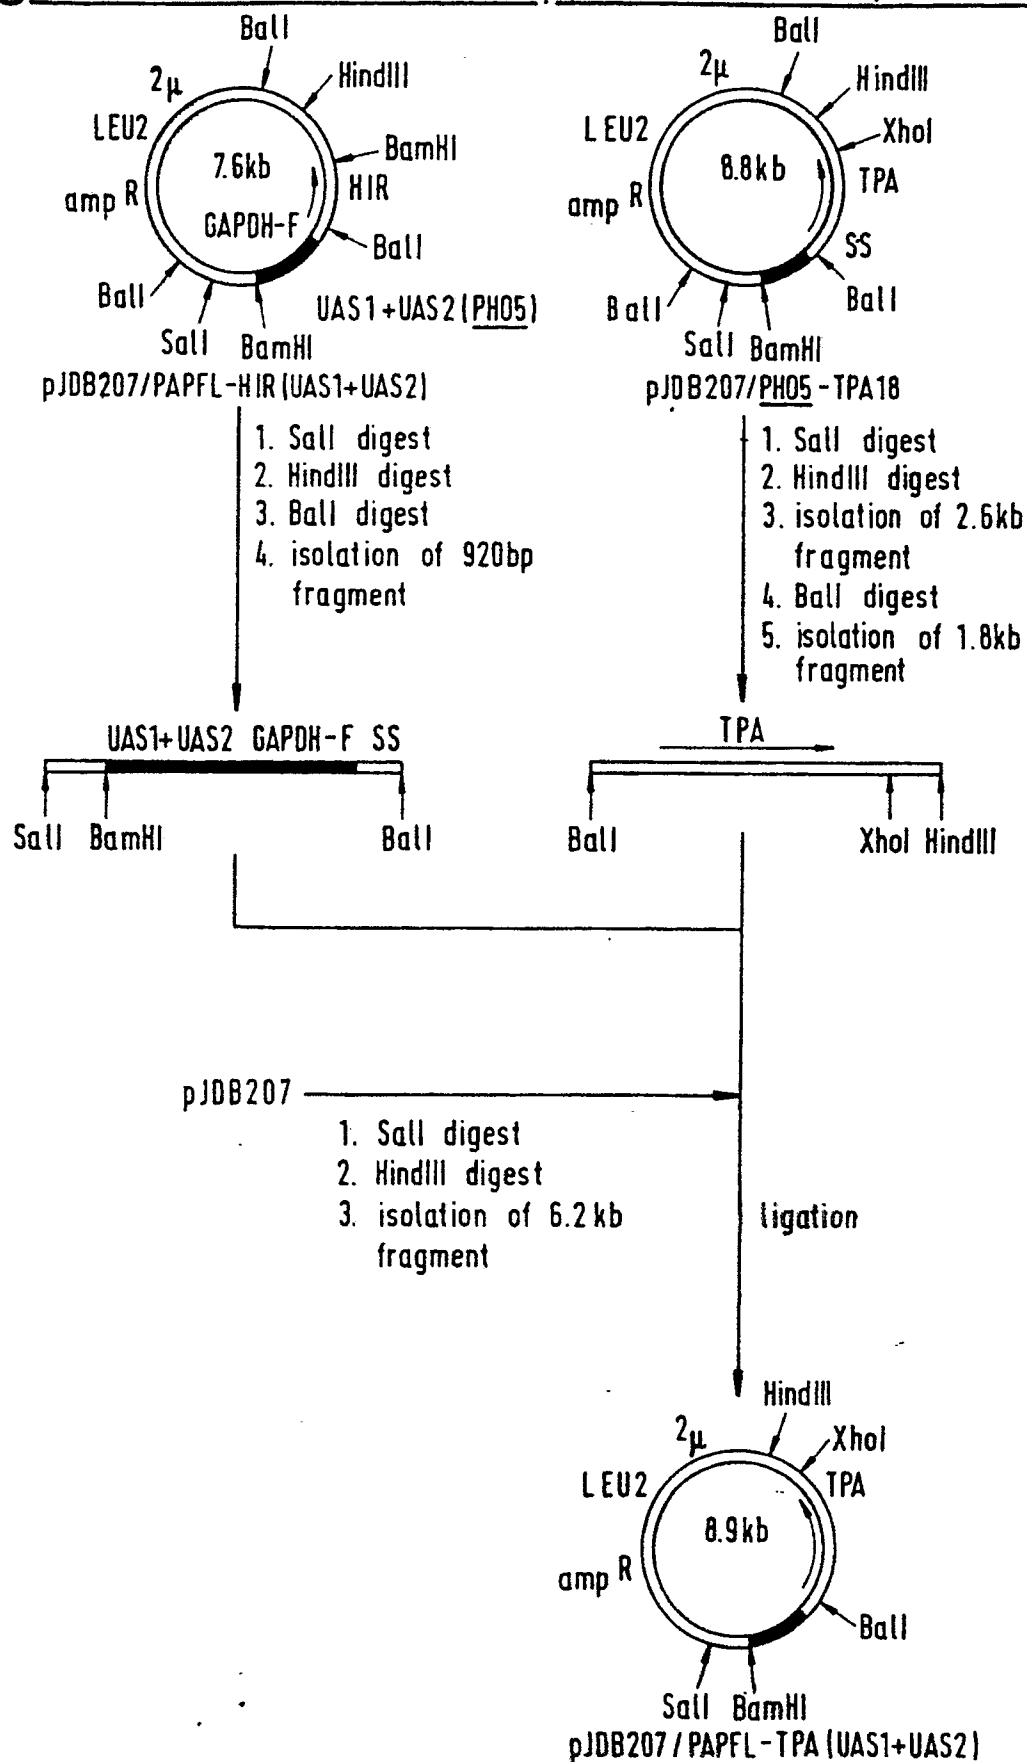 BalI
HindIII
BamHI
HIR
BalI
2µ
LEU2
amp R
7.6kb
GAPDH-F
BalI
SalI
BamHI
UAS1+UAS2(PHO5)
pJDB207/PAPFL-HIR(UAS1+UAS2)
BalI
HindIII
XhoI
TPA
SS
BalI
2µ
LEU2
amp R
8.8kb
BalI
SalI
BamHI
pJDB207/PHO5-TPA18
1. SalI digest
2. HindIII digest
3. BalI digest
4. isolation of 920bp
fragment
1. SalI digest
2. HindIII digest
3. isolation of 2.6kb
fragment
4. BalI digest
5. isolation of 1.8kb
fragment
UAS1+UAS2 GAPDH-F SS
SalI BamHI BalI
TPA
BalI XhoI HindIII
pJDB207
1. SalI digest
2. HindIII digest
3. isolation of 6.2kb
fragment
ligation
HindIII
XhoI
TPA
2µ
LEU2
amp R
8.9kb
BalI
SalI BamHI
pJDB207/PAPFL-TPA(UAS1+UAS2)